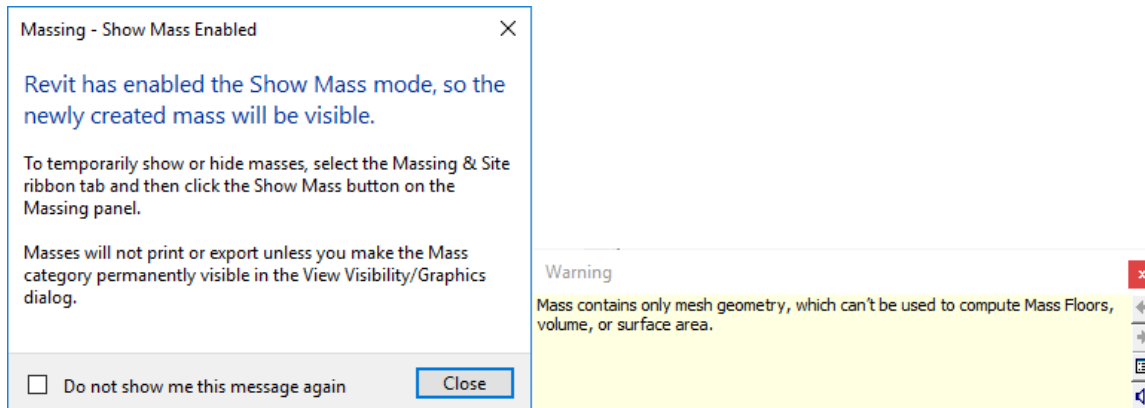 Massing - Show Mass Enabled
Revit has enabled the Show Mass mode, so the
newly created mass will be visible.
To temporarily show or hide masses, select the Massing & Site
ribbon tab and then click the Show Mass button on the
Massing panel.
Masses will not print or export unless you make the Mass
category permanently visible in the View Visibility/Graphics
dialog.
Do not show me this message again
Close
Warning
Mass contains only mesh geometry, which can't be used to compute Mass Floors,
volume, or surface area.